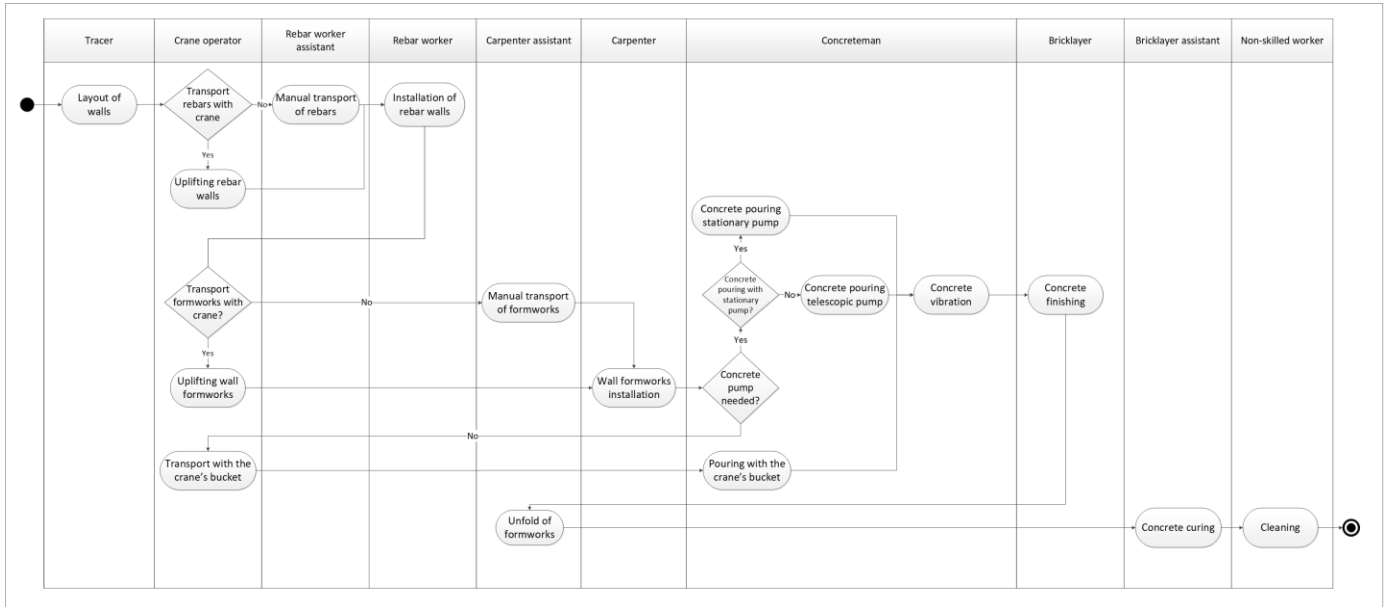 Tracer
Crane operator
Rebar worker
assistant
Rebar worker
Carpenter assistant
Carpenter
Concreteman
Bricklayer
Bricklayer assistant
Non-skilled worker
Layout of
walls
Transport
rebars with
crane
No
Manual transport
of rebars
Installation of
rebar walls
Yes
Uplifting rebar
walls
Concrete pouring
stationary pump
Yes
Transport
formworks with
crane?
No
Manual transport
of formworks
Concrete
pouring with
stationary
pump?
No
Concrete pouring
telescopic pump
Concrete
vibration
Concrete
finishing
Yes
Yes
Uplifting wall
formworks
Wall formworks
installation
Concrete
pump
needed?
No
Transport with the
crane's bucket
Pouring with the
crane's bucket
Unfold of
formworks
Concrete curing
Cleaning